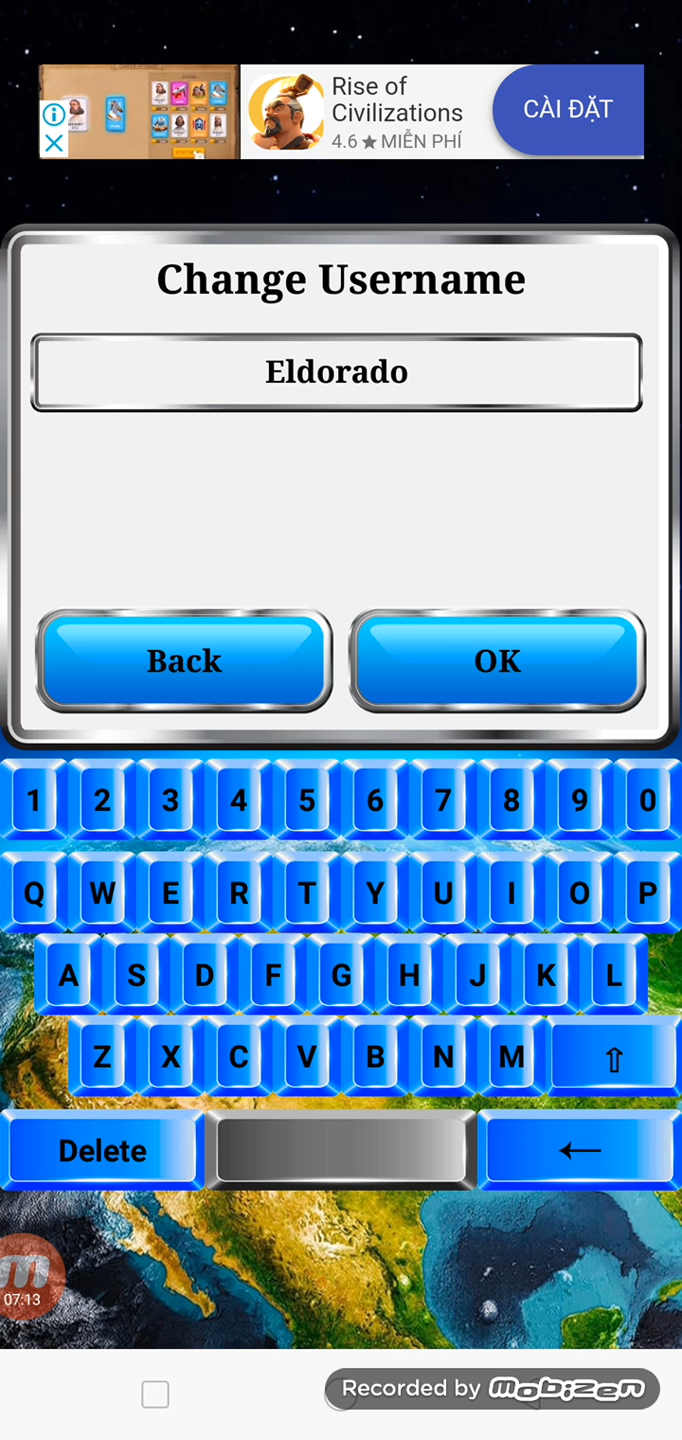 Rise of
Civilizations
4.6★MIỄN PHÍ
CÀI ĐẶT
Change Username
Eldorado
Back
OK
1 2 3 4 5 6 7 8 9 0
Q W E R T Y U I O P
A S D F G H J K L
Z X C V B N M ⇧
Delete ←
07:13
Recorded by mobizen